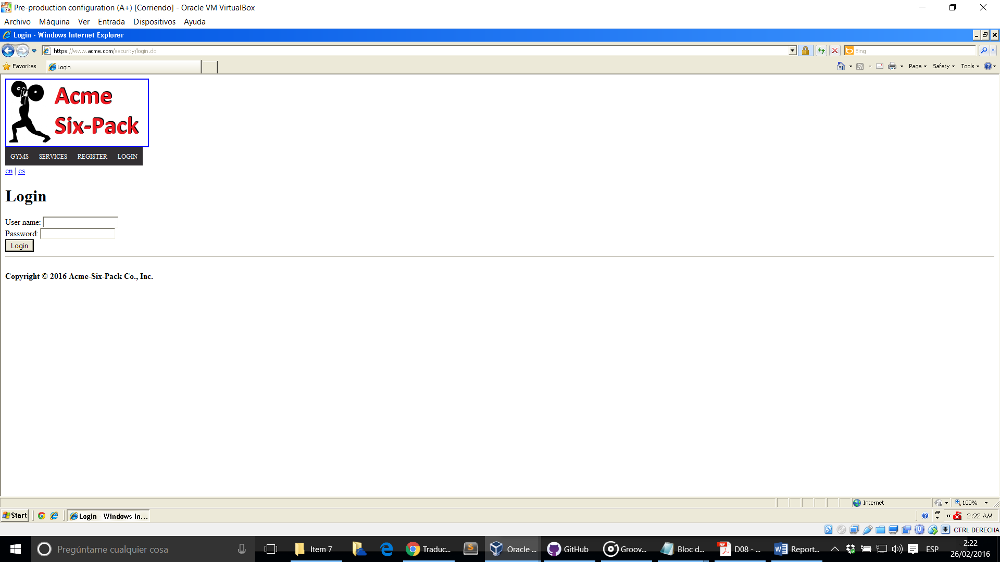 Pre-production configuration (A+) [Corriendo] - Oracle VM VirtualBox
Archivo Máquina Ver Entrada Dispositivos Ayuda
Login - Windows Internet Explorer
https://www.acme.com/security/login.do
Bing
Favorites
Login
Page
Safety
Tools
Acme
Six-Pack
GYMS SERVICES REGISTER LOGIN
en | es
Login
User name:
Password:
Login
Copyright © 2016 Acme-Six-Pack Co., Inc.
Internet
100%
Start
Login - Windows In...
2:22 AM
CTRL DERECHA
Pregúntame cualquier cosa
Item 7
Traduc...
Oracle ...
GitHub
Groov...
Bloc d...
D08 - ...
Report...
ESP
2:22
26/02/2016